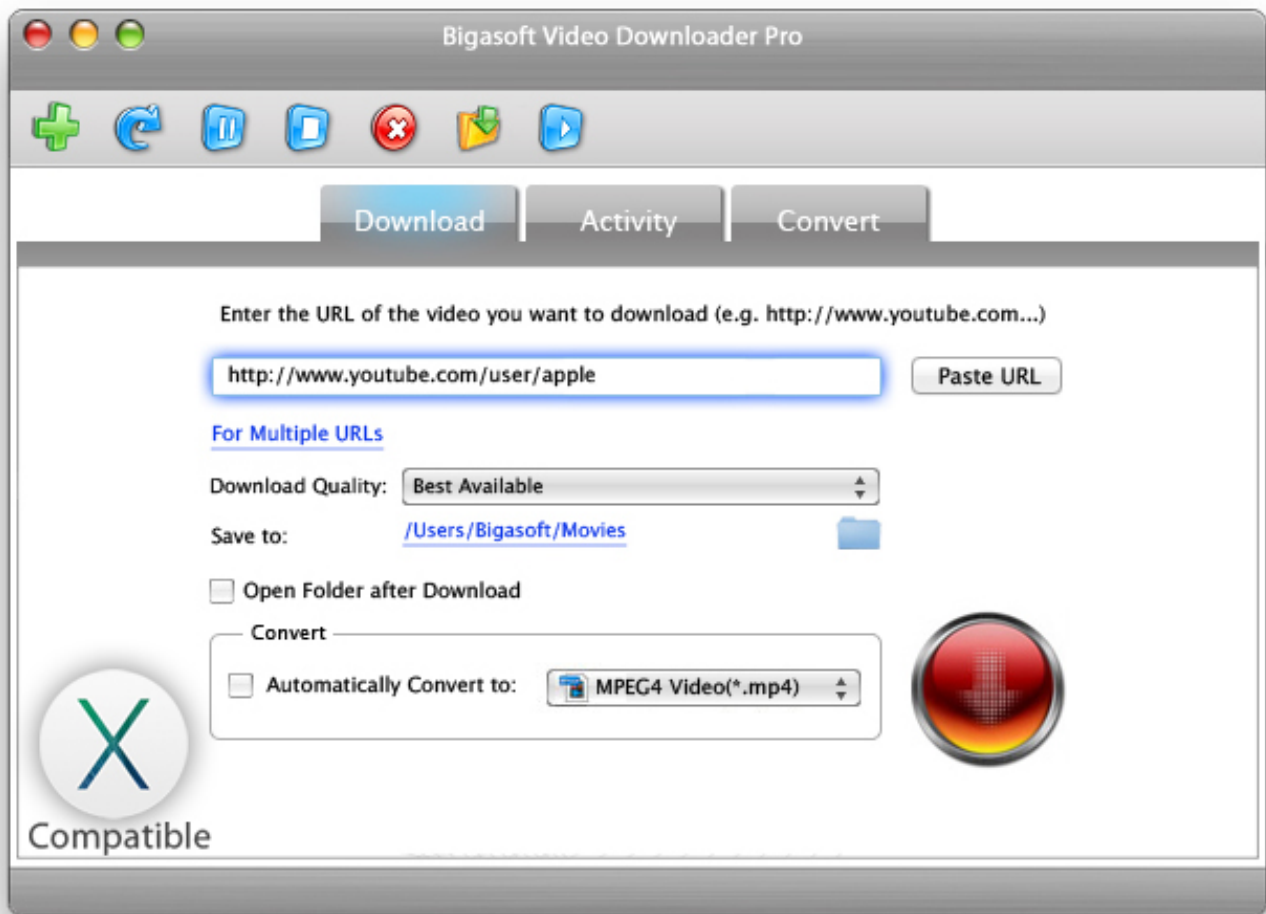 Bigasoft Video Downloader Pro
Download Activity Convert
Enter the URL of the video you want to download (e.g. http://www.youtube.com...)
http://www.youtube.com/user/apple Paste URL
For Multiple URLs
Download Quality: Best Available
Save to: /Users/Bigasoft/Movies
Open Folder after Download
Convert
Automatically Convert to: MPEG4 Video(*.mp4)
X
Compatible